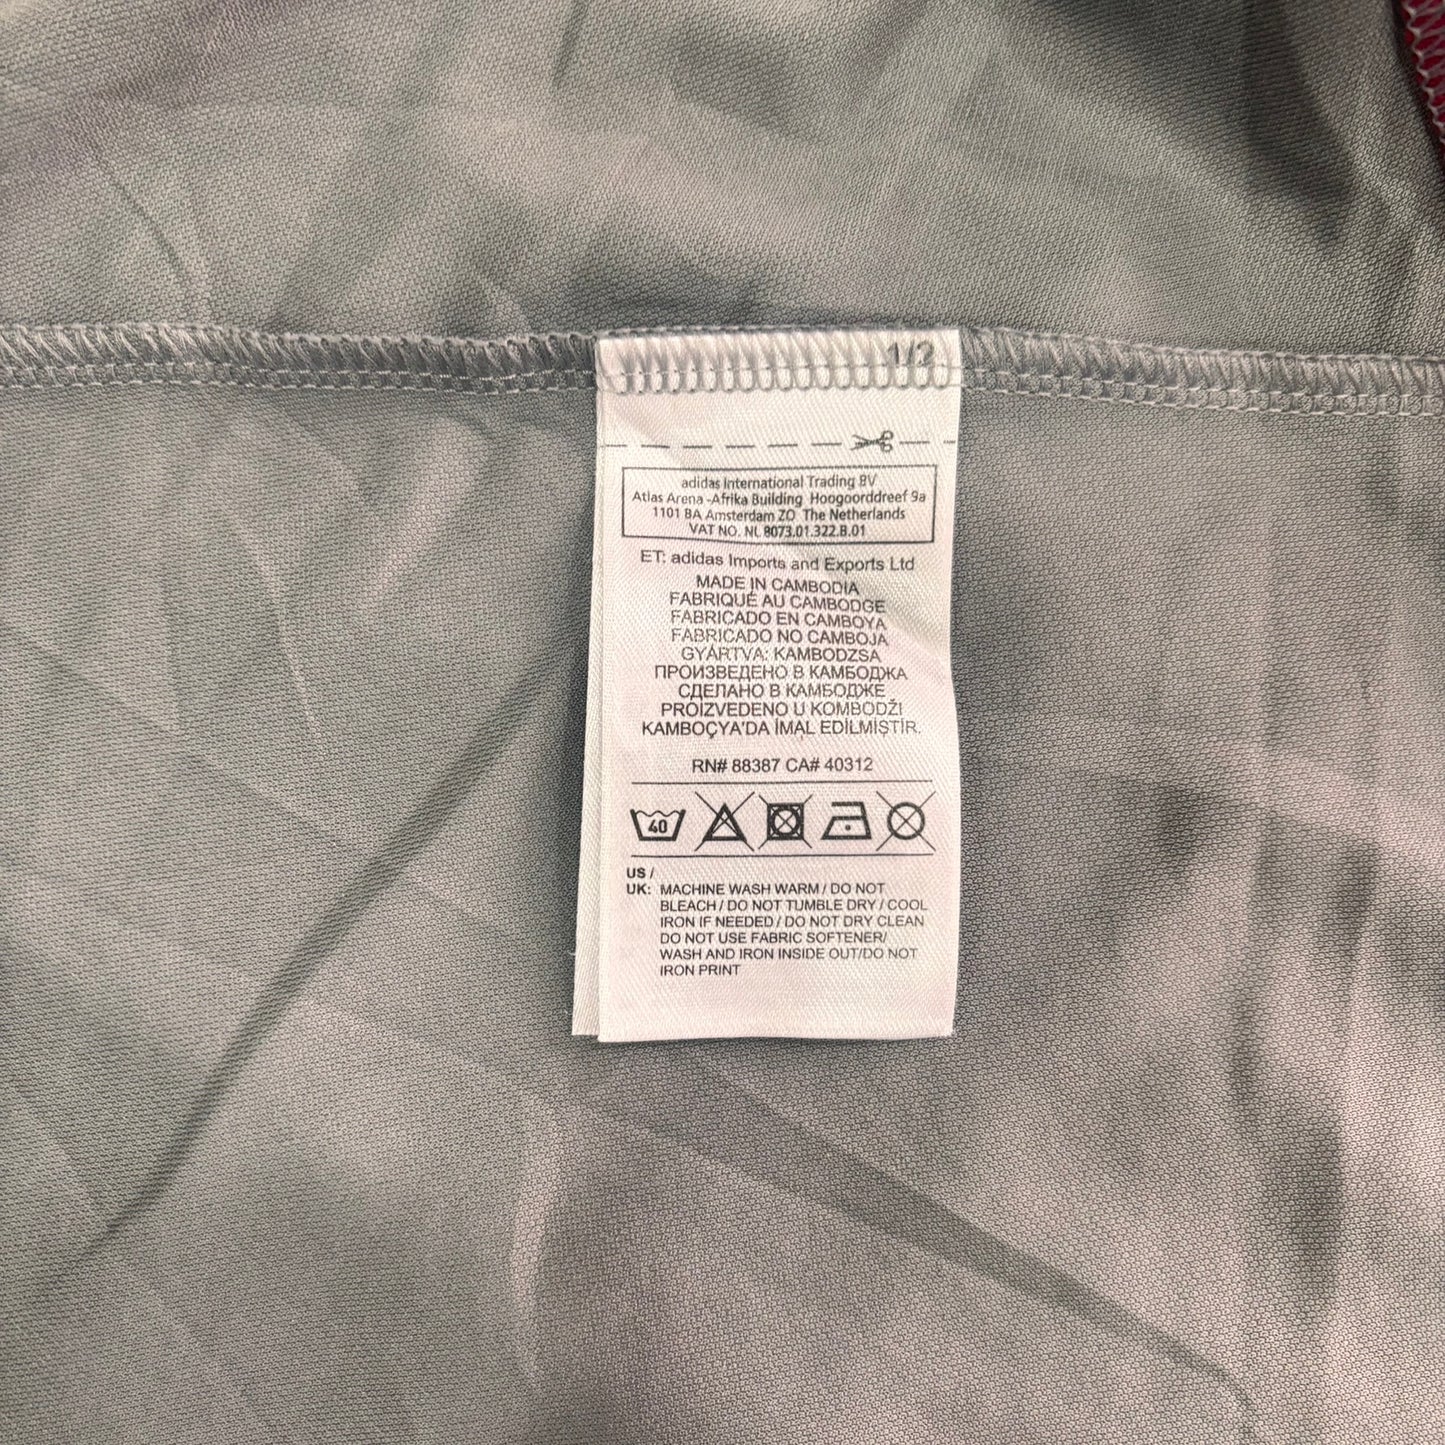 1/2
adidas International Trading BV
Atlas Arena -Afrika Building Hoogoorddreef 9a
1101 BA Amsterdam ZO The Netherlands
VAT NO. NL 8073.01.322.B.01
ET: adidas Imports and Exports Ltd
MADE IN CAMBODIA
FABRIQUÉ AU CAMBODGE
FABRICADO EN CAMBOYA
FABRICADO NO CAMBOJA
GYÁRTVA: KAMBODZSA
ПРОИЗВЕДЕНО В КАМБОДЖА
СДЕЛАНО В КАМБОДЖЕ
PROIZVEDENO U KOMBODŽI
KAMBOÇYA'DA İMAL EDİLMİŞTİR.
RN# 88387 CA# 40312
40
US /
UK: MACHINE WASH WARM / DO NOT
BLEACH / DO NOT TUMBLE DRY / COOL
IRON IF NEEDED / DO NOT DRY CLEAN
DO NOT USE FABRIC SOFTENER/
WASH AND IRON INSIDE OUT/DO NOT
IRON PRINT